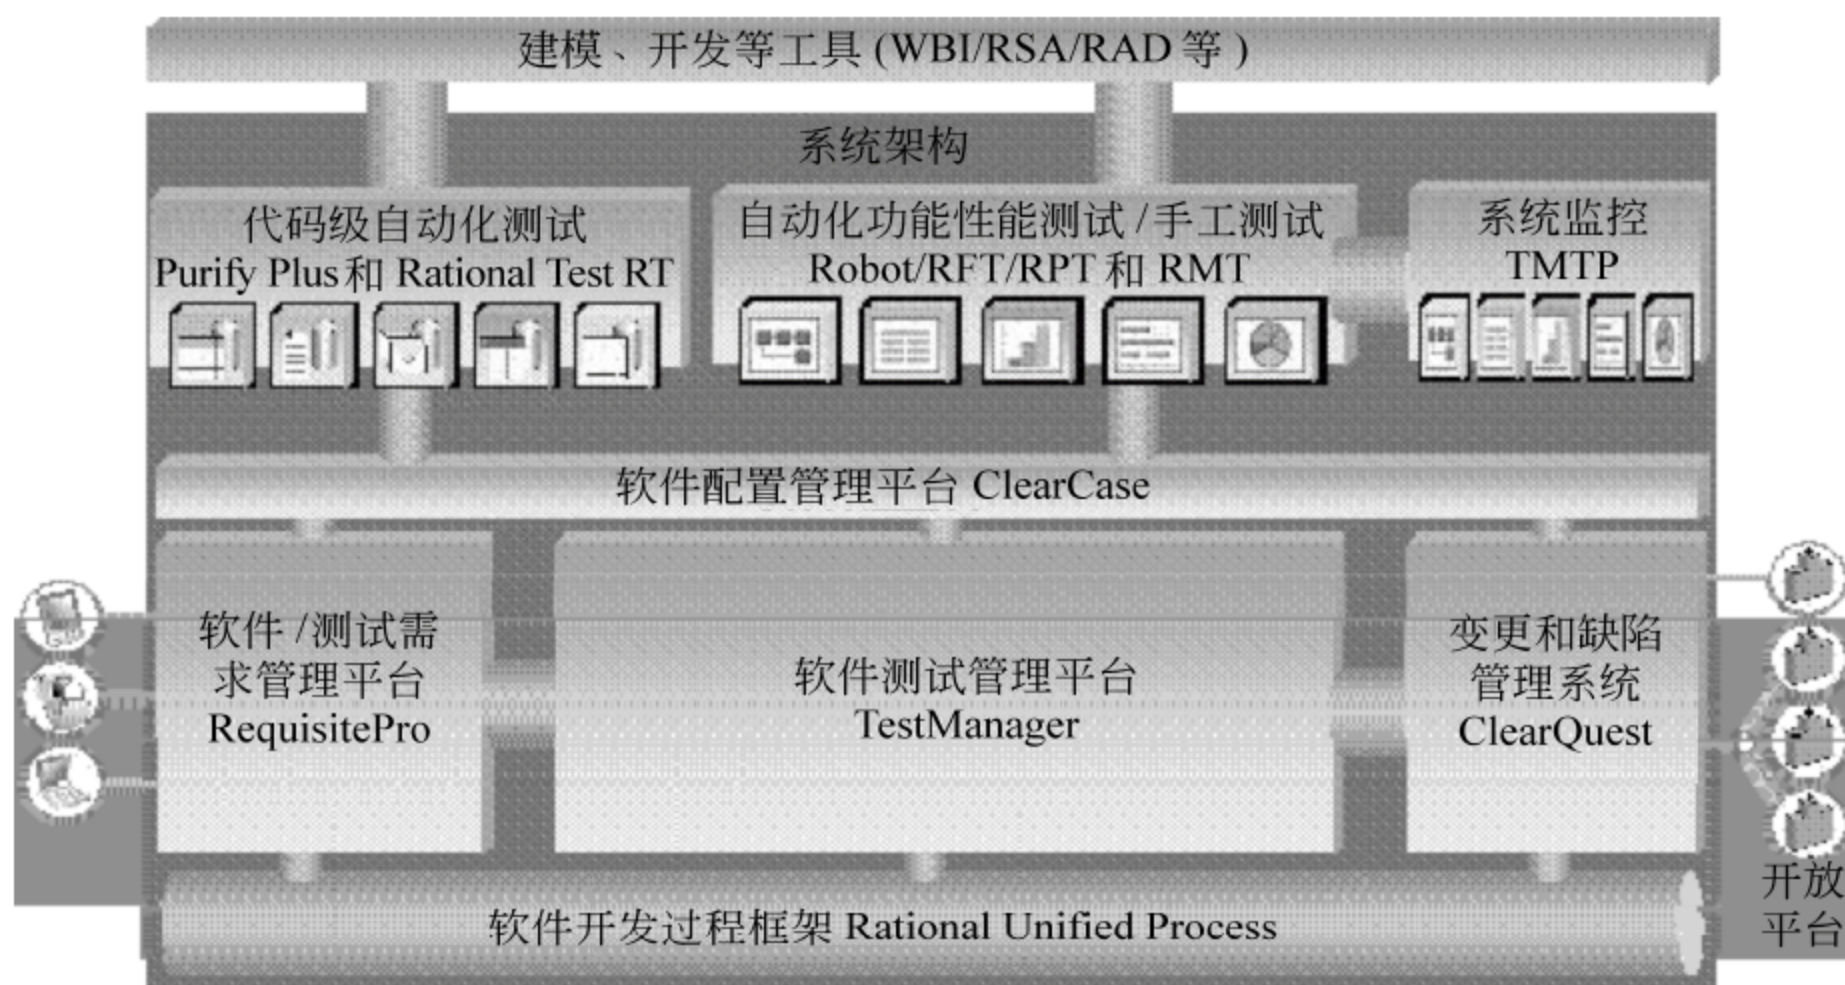 建模、开发等工具 (WBI/RSA/RAD 等 )
系统架构
代码级自动化测试
Purify Plus 和 Rational Test RT
自动化功能性能测试 /手工测试
Robot/RFT/RPT 和 RMT
系统监控
TMTP
软件配置管理平台 ClearCase
软件 /测试需
求管理平台
RequisitePro
软件测试管理平台
TestManager
变更和缺陷
管理系统
ClearQuest
开放
平台
软件开发过程框架 Rational Unified Process